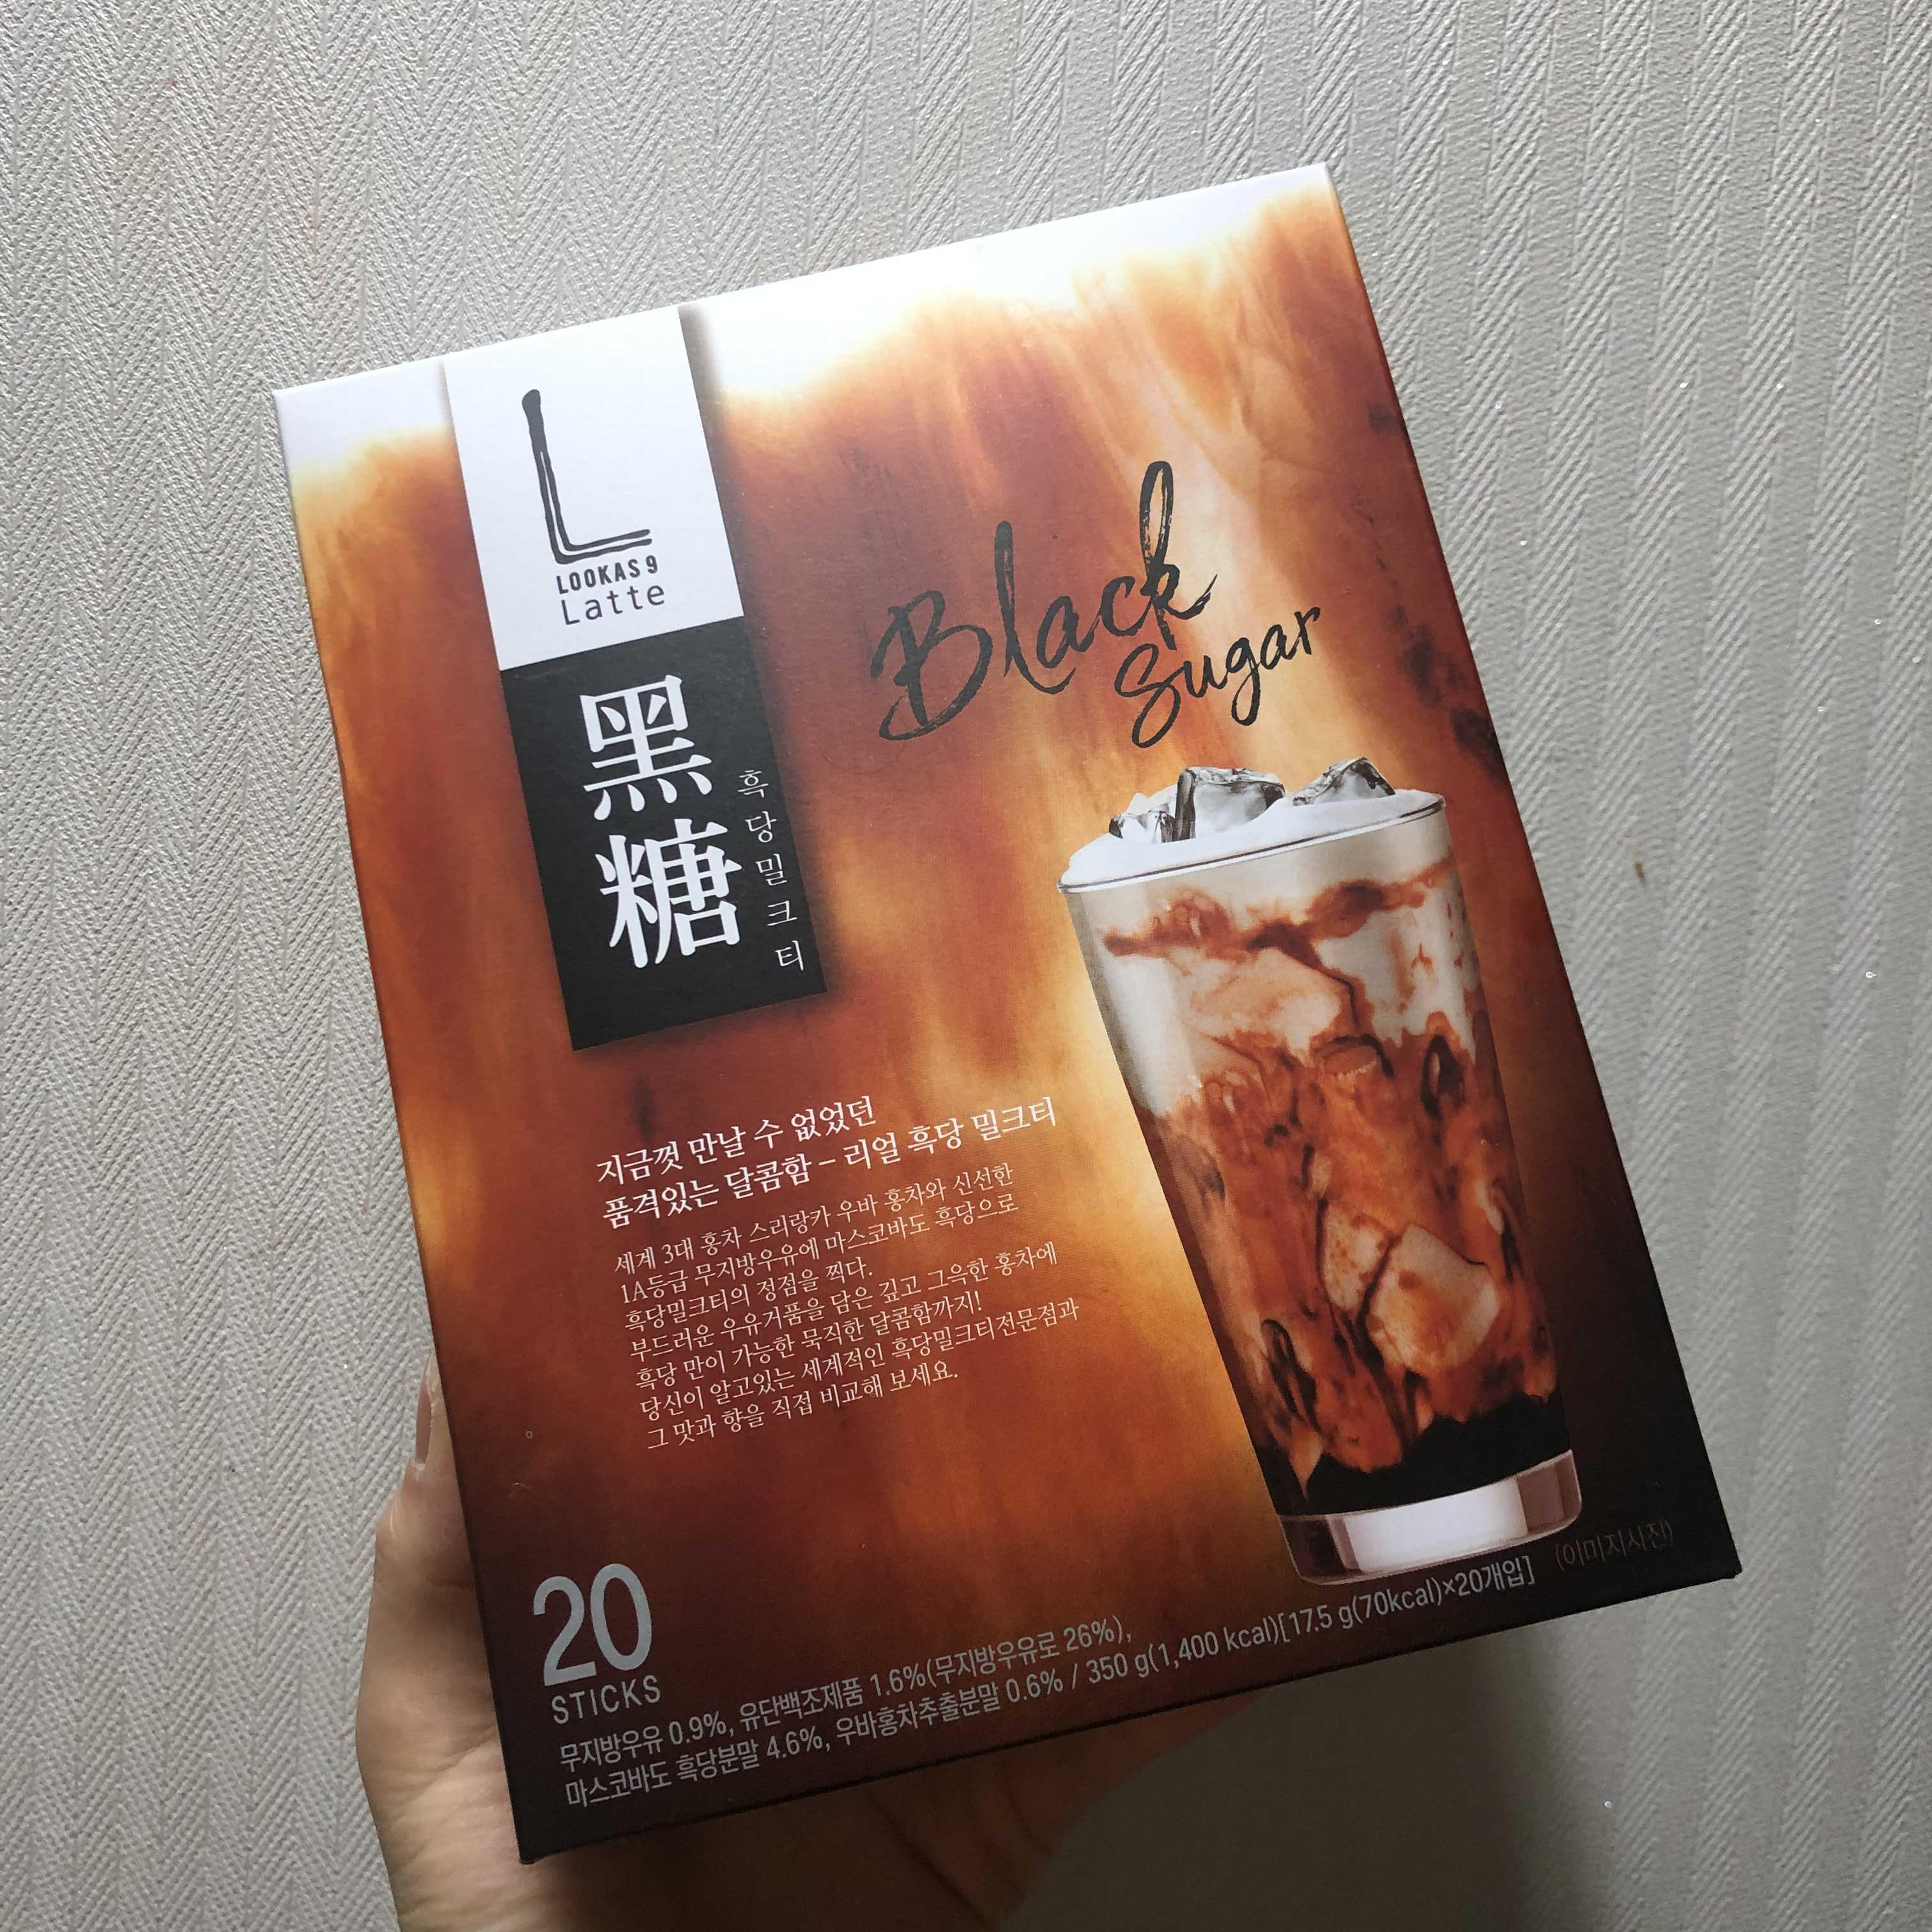 LOOKAS 9
Latte
黑糖
흑당밀크티
Black
Sugar
지금껏 만날 수 없었던
품격있는 달콤함 – 리얼 흑당 밀크티
세계 3대 홍차 스리랑카 우바 홍차와 신선한
1A등급 무지방우유에 마스코바도 흑당으로
흑당밀크티의 정점을 찍다.
부드러운 우유거품을 담은 깊고 그윽한 홍차에
흑당 만이 가능한 묵직한 달콤함까지!
당신이 알고있는 세계적인 흑당밀크티전문점과
그 맛과 향을 직접 비교해 보세요.
20
STICKS
(이미지사진)
무지방우유 0.9%, 유단백조제품 1.6%(무지방우유로 26%),
마스코바도 흑당분말 4.6%, 우바홍차추출분말 0.6% / 350 g(1,400 kcal)[17.5 g(70kcal)×20개입]